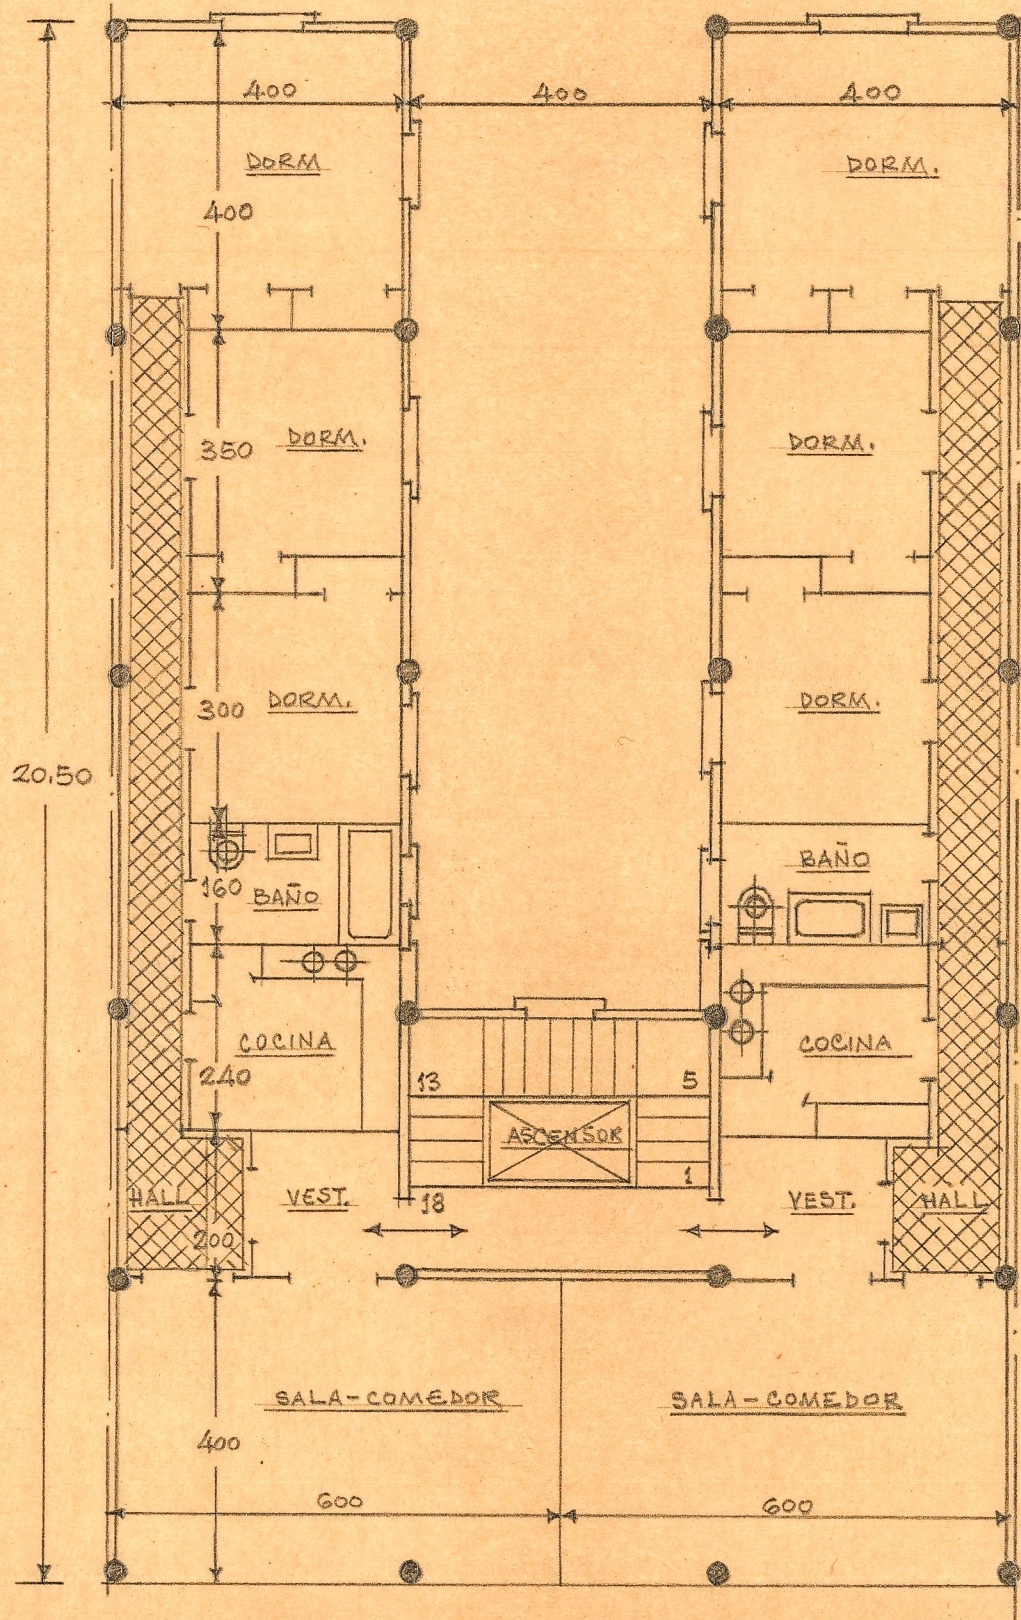 400 400 400
DORM DORM.
400
350 DORM. DORM.
300 DORM. DORM.
20.50
BAÑO
160 BAÑO
COCINA COCINA
240 13 5
ASCENSOR
HALL VEST. 18 1 VEST. HALL
200
SALA-COMEDOR SALA-COMEDOR
400
600 600